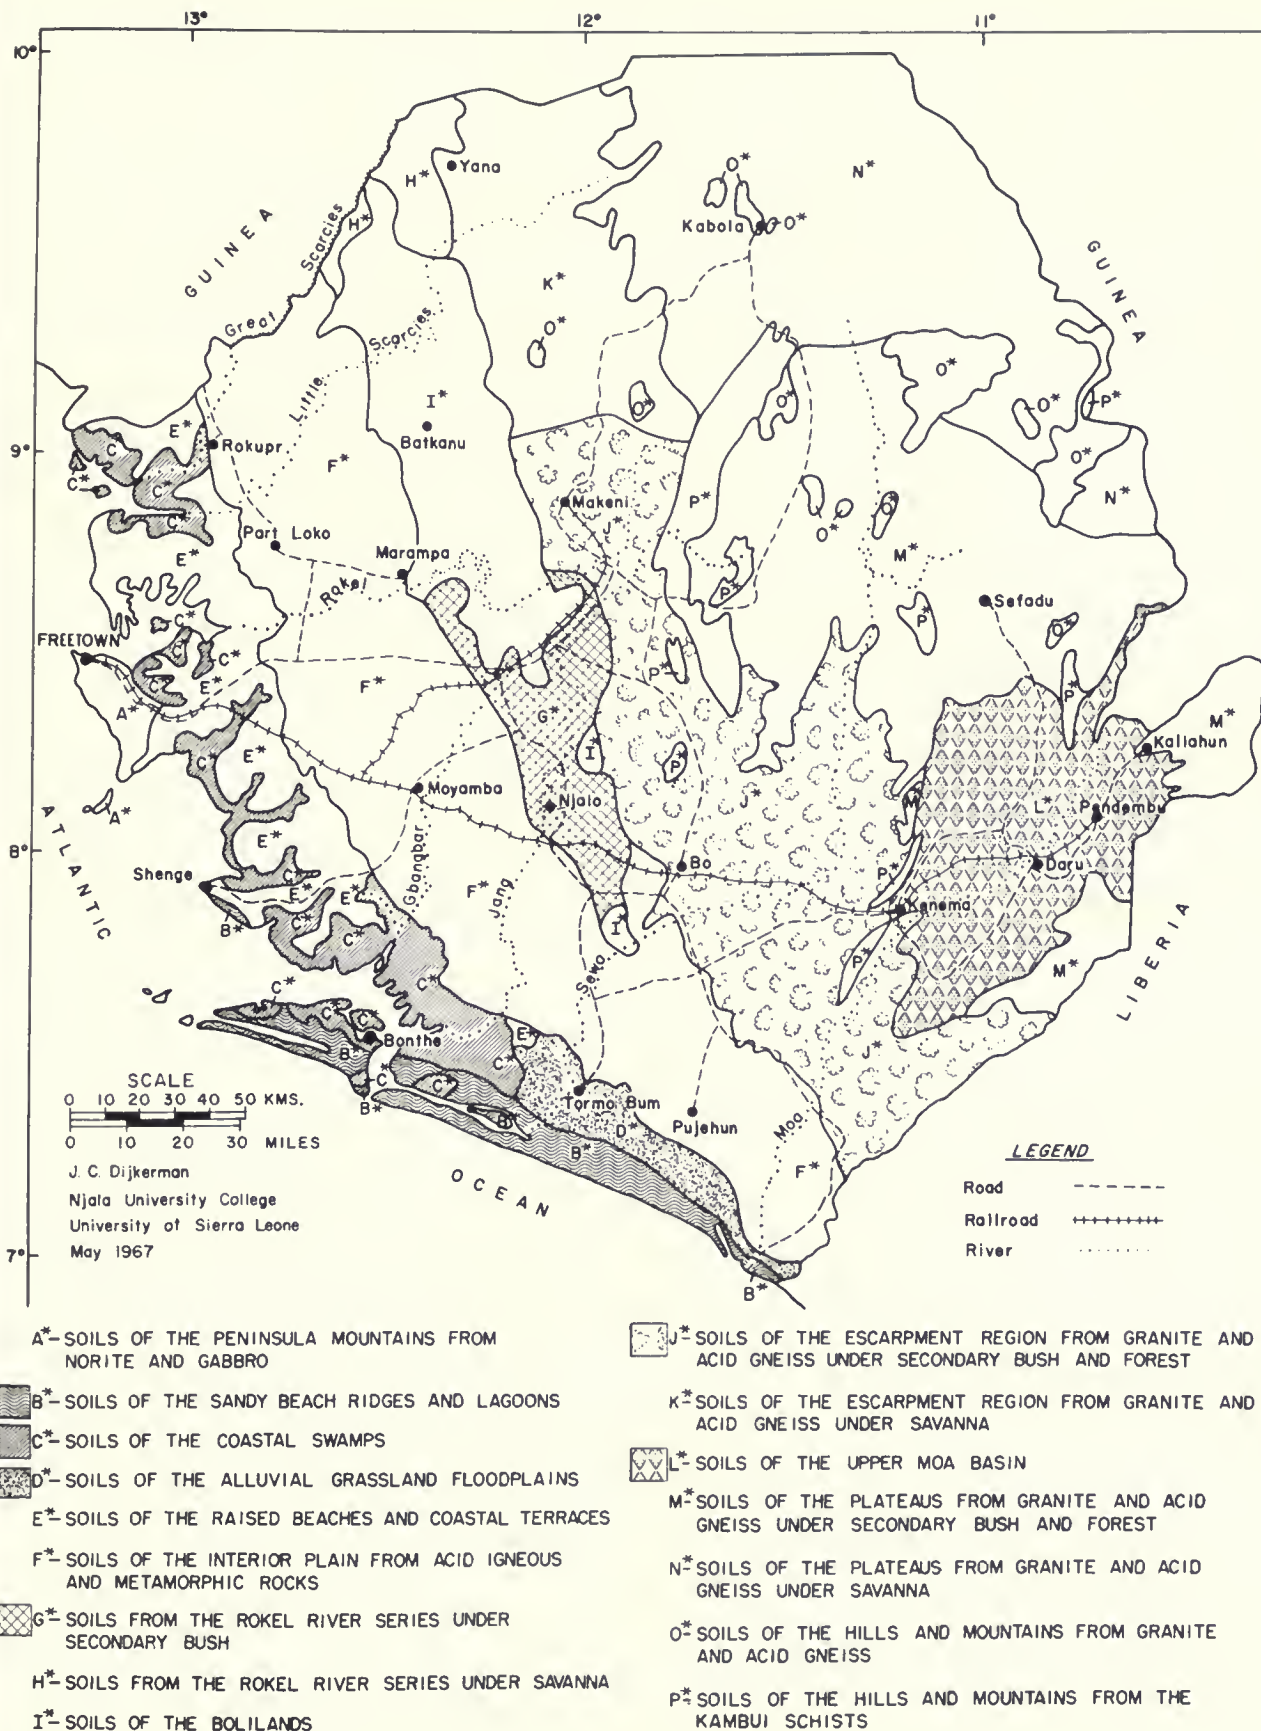 13°
12°
11°
10°
9°
8°
7°
GUINEA
GUINEA
LIBERIA
ATLANTIC
OCEAN
Great Scarcies
Little Scarcies
Rokel
Gbangbar
Jang
Sewo
Moa
Yana
Kabola
Batkanu
Rokupr
Port Loko
Marampa
Makeni
Sefadu
FREETOWN
Kailahun
Pendembu
Daru
Kenema
Bo
Njala
Moyamba
Shenge
Bonthe
Tormo Bum
Pujehun
H*
H*
O*
N*
O*
K*
O*
O*
O*
O*
O*
P*
O*
N*
I*
E*
C*
C*
C*
C*
F*
E*
J*
P*
O*
O*
M*
P*
P*
O*
P*
P*
C*
C*
C*
E*
C*
A*
F*
G*
I*
P*
J*
M*
M*
L*
C*
E*
E*
A*
C*
E*
E*
B*
C*
C*
F*
I*
P*
P*
M*
C*
C*
C*
C*
B*
E*
C*
C*
C*
B*
B*
B*
D*
J*
F*
B*
SCALE
0 10 20 30 40 50 KMS.
0 10 20 30 MILES
J. C. Dijkerman
Njala University College
University of Sierra Leone
May 1967
LEGEND
Road
Railroad
River
A*- SOILS OF THE PENINSULA MOUNTAINS FROM
NORITE AND GABBRO
B*- SOILS OF THE SANDY BEACH RIDGES AND LAGOONS
C*- SOILS OF THE COASTAL SWAMPS
D*- SOILS OF THE ALLUVIAL GRASSLAND FLOODPLAINS
E*- SOILS OF THE RAISED BEACHES AND COASTAL TERRACES
F*- SOILS OF THE INTERIOR PLAIN FROM ACID IGNEOUS
AND METAMORPHIC ROCKS
G*- SOILS FROM THE ROKEL RIVER SERIES UNDER
SECONDARY BUSH
H*- SOILS FROM THE ROKEL RIVER SERIES UNDER SAVANNA
I*- SOILS OF THE BOLILANDS
J*- SOILS OF THE ESCARPMENT REGION FROM GRANITE AND
ACID GNEISS UNDER SECONDARY BUSH AND FOREST
K*- SOILS OF THE ESCARPMENT REGION FROM GRANITE AND
ACID GNEISS UNDER SAVANNA
L*- SOILS OF THE UPPER MOA BASIN
M*- SOILS OF THE PLATEAUS FROM GRANITE AND ACID
GNEISS UNDER SECONDARY BUSH AND FOREST
N*- SOILS OF THE PLATEAUS FROM GRANITE AND ACID
GNEISS UNDER SAVANNA
O*- SOILS OF THE HILLS AND MOUNTAINS FROM GRANITE
AND ACID GNEISS
P*- SOILS OF THE HILLS AND MOUNTAINS FROM THE
KAMBUI SCHISTS